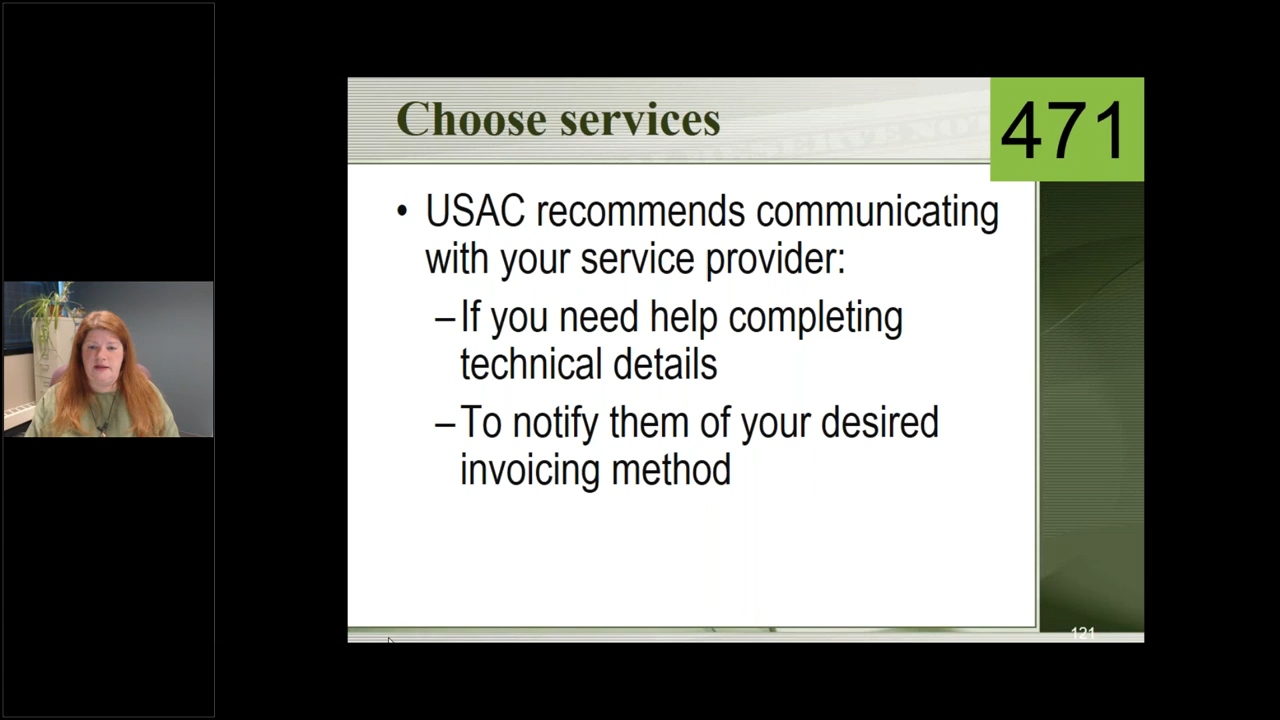 Choose services
471
• USAC recommends communicating
with your service provider:
–If you need help completing
technical details
–To notify them of your desired
invoicing method
121